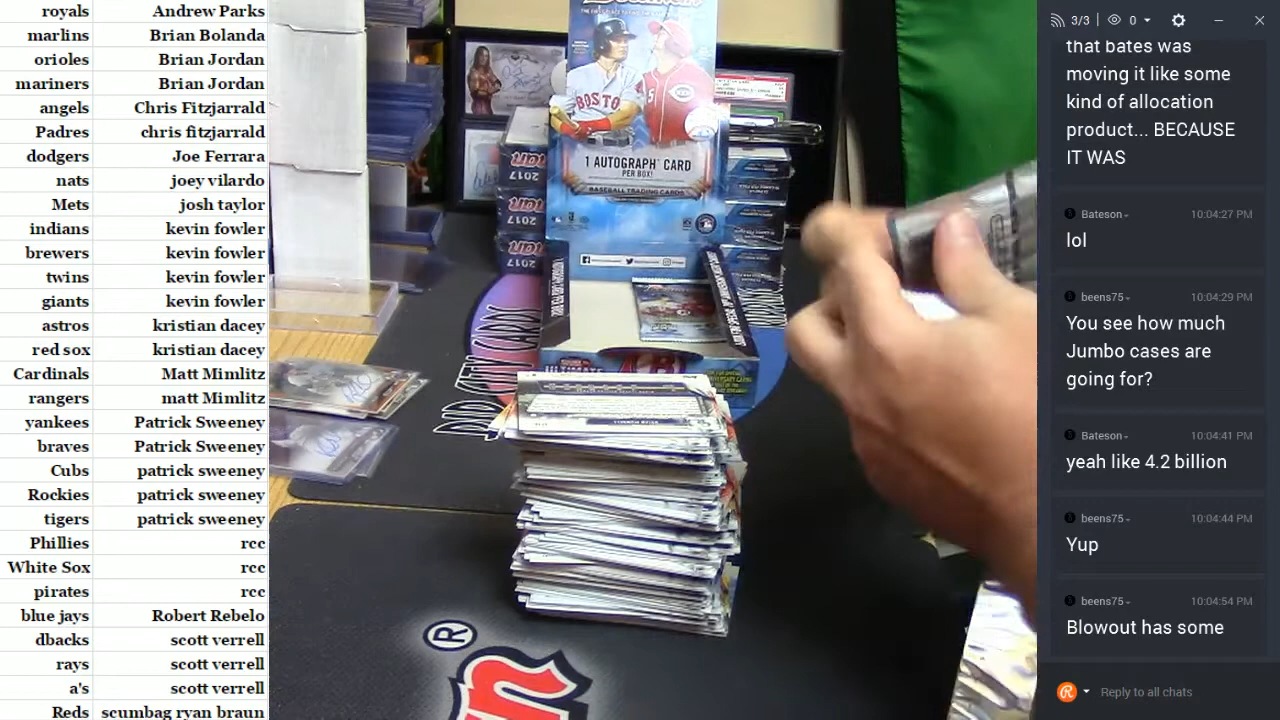 royals Andrew Parks
marlins Brian Bolanda
orioles Brian Jordan
mariners Brian Jordan
angels Chris Fitzjarrald
Padres chris fitzjarrald
dodgers Joe Ferrara
nats joey vilardo
Mets josh taylor
indians kevin fowler
brewers kevin fowler
twins kevin fowler
giants kevin fowler
astros kristian dacey
red sox kristian dacey
Cardinals Matt Mimlitz
rangers matt Mimlitz
yankees Patrick Sweeney
braves Patrick Sweeney
Cubs patrick sweeney
Rockies patrick sweeney
tigers patrick sweeney
Phillies rcc
White Sox rcc
pirates rcc
blue jays Robert Rebelo
dbacks scott verrell
rays scott verrell
a's scott verrell
Reds scumbag ryan braun
BOSTON
1 AUTOGRAPH CARD
PER BOX!
BASEBALL TRADING CARDS
2017
2017
2017
CARDS
ULTIMATE
®
3/3 0
that bates was
moving it like some
kind of allocation
product... BECAUSE
IT WAS
Bateson 10:04:27 PM
lol
beens75 10:04:29 PM
You see how much
Jumbo cases are
going for?
Bateson 10:04:41 PM
yeah like 4.2 billion
beens75 10:04:44 PM
Yup
beens75 10:04:54 PM
Blowout has some
Reply to all chats